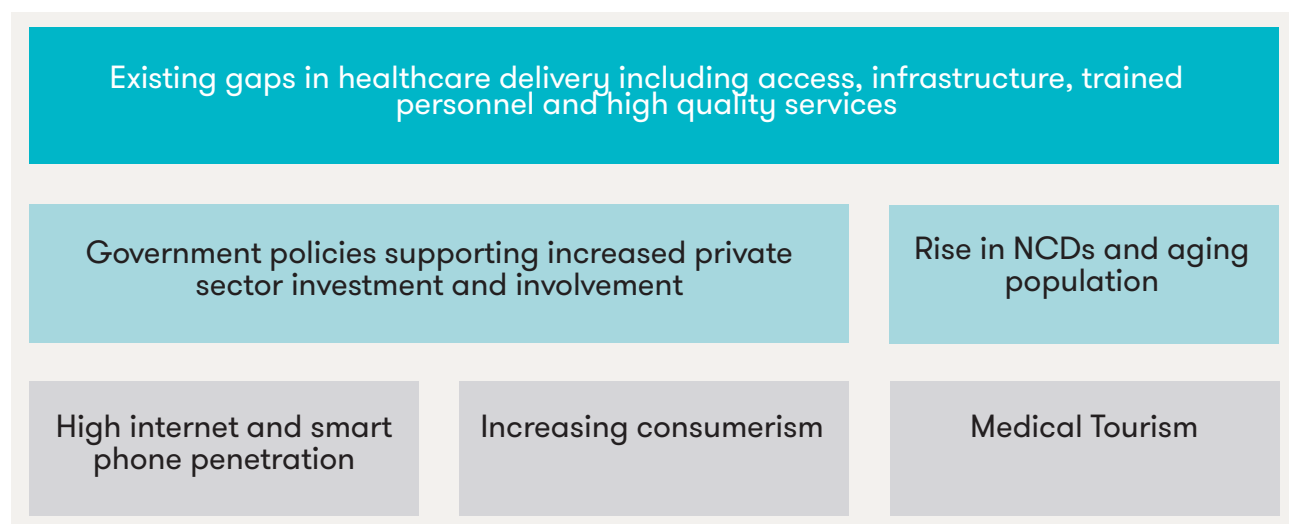 Existing gaps in healthcare delivery including access, infrastructure, trained
personnel and high quality services
Government policies supporting increased private
sector investment and involvement
Rise in NCDs and aging
population
High internet and smart
phone penetration
Increasing consumerism
Medical Tourism